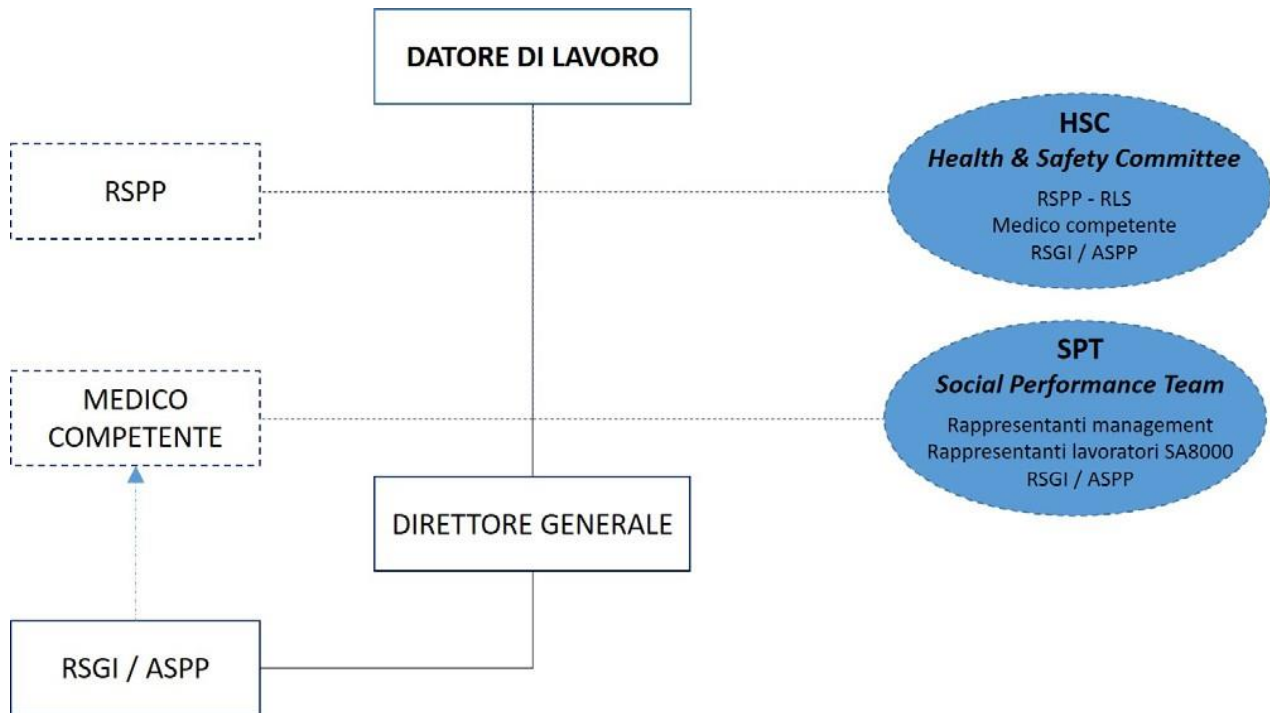 DATORE DI LAVORO
RSPP
HSC
Health & Safety Committee
RSPP - RLS
Medico competente
RSGI / ASPP
MEDICO
COMPETENTE
SPT
Social Performance Team
Rappresentanti management
Rappresentanti lavoratori SA8000
RSGI / ASPP
DIRETTORE GENERALE
RSGI / ASPP